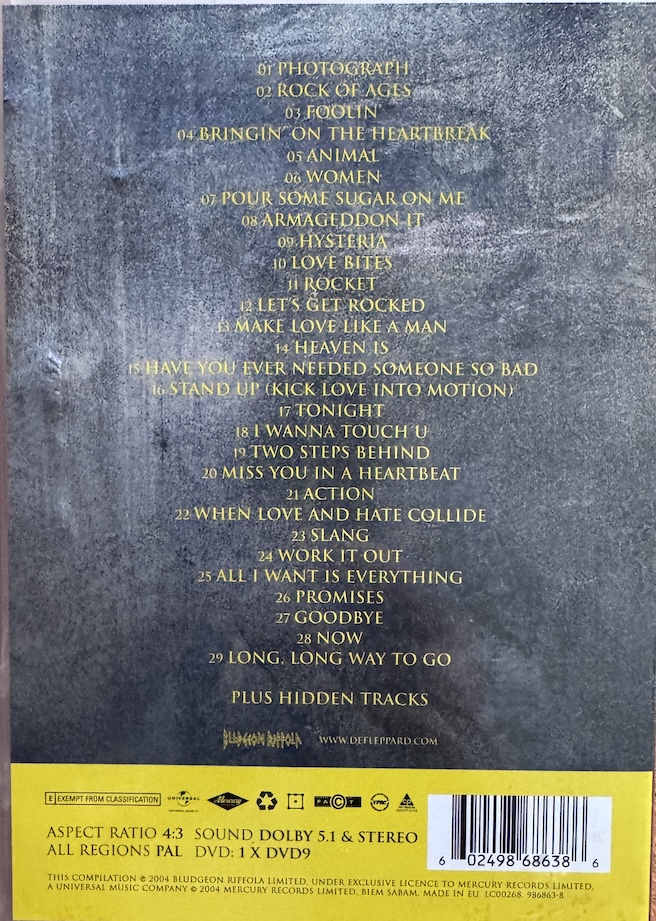 01 PHOTOGRAPH
02 ROCK OF AGES
03 FOOLIN'
04 BRINGIN' ON THE HEARTBREAK
05 ANIMAL
06 WOMEN
07 POUR SOME SUGAR ON ME
08 ARMAGEDDON IT
09 HYSTERIA
10 LOVE BITES
11 ROCKET
12 LET'S GET ROCKED
13 MAKE LOVE LIKE A MAN
14 HEAVEN IS
15 HAVE YOU EVER NEEDED SOMEONE SO BAD
16 STAND UP (KICK LOVE INTO MOTION)
17 TONIGHT
18 I WANNA TOUCH U
19 TWO STEPS BEHIND
20 MISS YOU IN A HEARTBEAT
21 ACTION
22 WHEN LOVE AND HATE COLLIDE
23 SLANG
24 WORK IT OUT
25 ALL I WANT IS EVERYTHING
26 PROMISES
27 GOODBYE
28 NOW
29 LONG, LONG WAY TO GO
PLUS HIDDEN TRACKS
BLUDGEON RIFFOLA WWW.DEFLEPPARD.COM
E EXEMPT FROM CLASSIFICATION UNIVERSAL Mercury FACT VPRC
ASPECT RATIO 4:3 SOUND DOLBY 5.1 & STEREO
ALL REGIONS PAL DVD: 1 X DVD9
6 02498 68638 6
THIS COMPILATION ℗ 2004 BLUDGEON RIFFOLA LIMITED, UNDER EXCLUSIVE LICENCE TO MERCURY RECORDS LIMITED,
A UNIVERSAL MUSIC COMPANY © 2004 MERCURY RECORDS LIMITED. BIEM SABAM. MADE IN EU. LC00268. 986863-8